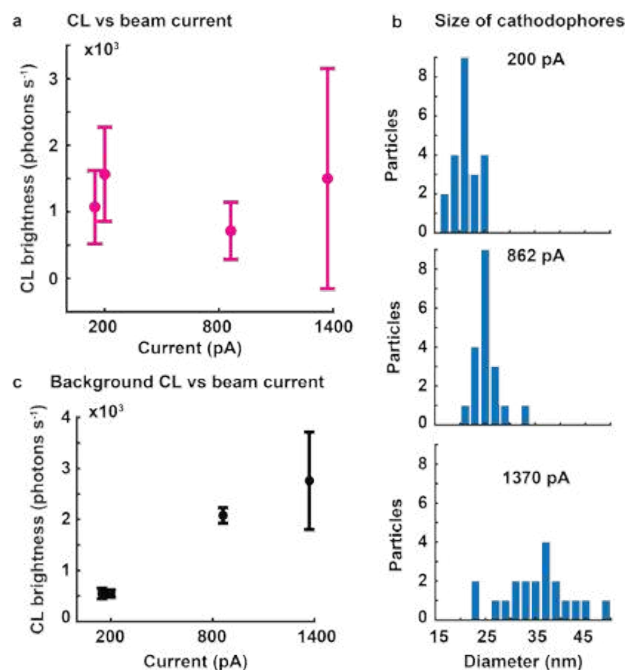 a CL vs beam current
x10³
CL brightness (photons s⁻¹)
3
2
1
0
200 800 1400
Current (pA)
b Size of cathodophores
200 pA
Particles
8
6
4
2
0
862 pA
Particles
8
6
4
2
0
1370 pA
Particles
8
6
4
2
0
15 25 35 45
Diameter (nm)
c Background CL vs beam current
x10³
CL brightness (photons s⁻¹)
4
3
2
1
0
200 800 1400
Current (pA)